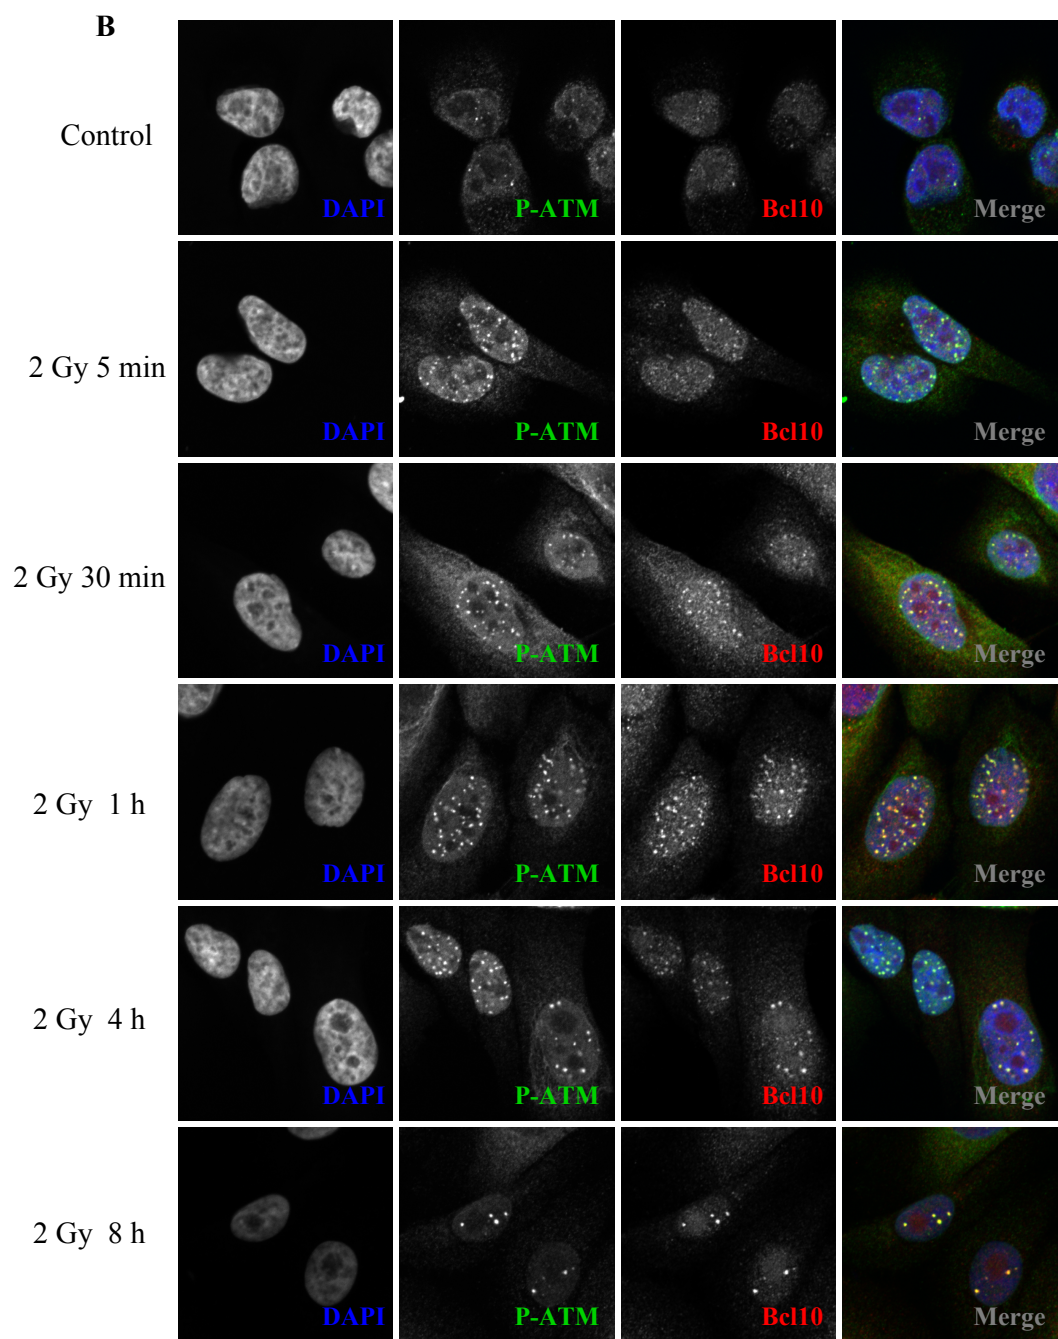 B
Control
DAPI P-ATM Bcl10 Merge
2 Gy 5 min
DAPI P-ATM Bcl10 Merge
2 Gy 30 min
DAPI P-ATM Bcl10 Merge
2 Gy 1 h
DAPI P-ATM Bcl10 Merge
2 Gy 4 h
DAPI P-ATM Bcl10 Merge
2 Gy 8 h
DAPI P-ATM Bcl10 Merge